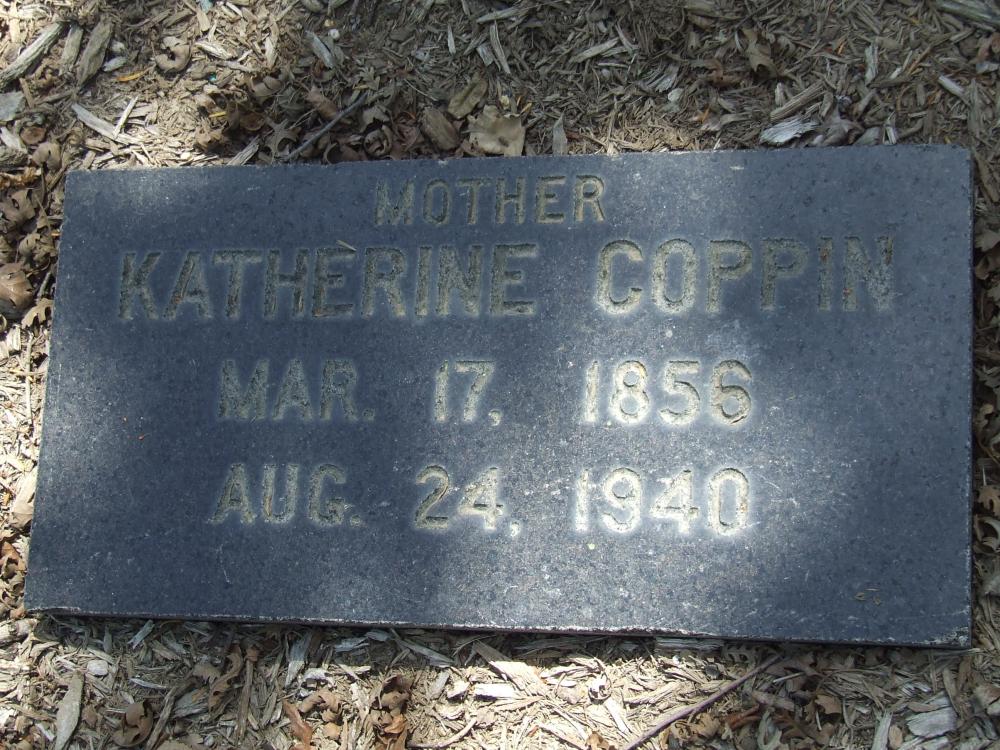 MOTHER
KATHERINE COPPIN
MAR. 17, 1856
AUG. 24, 1940